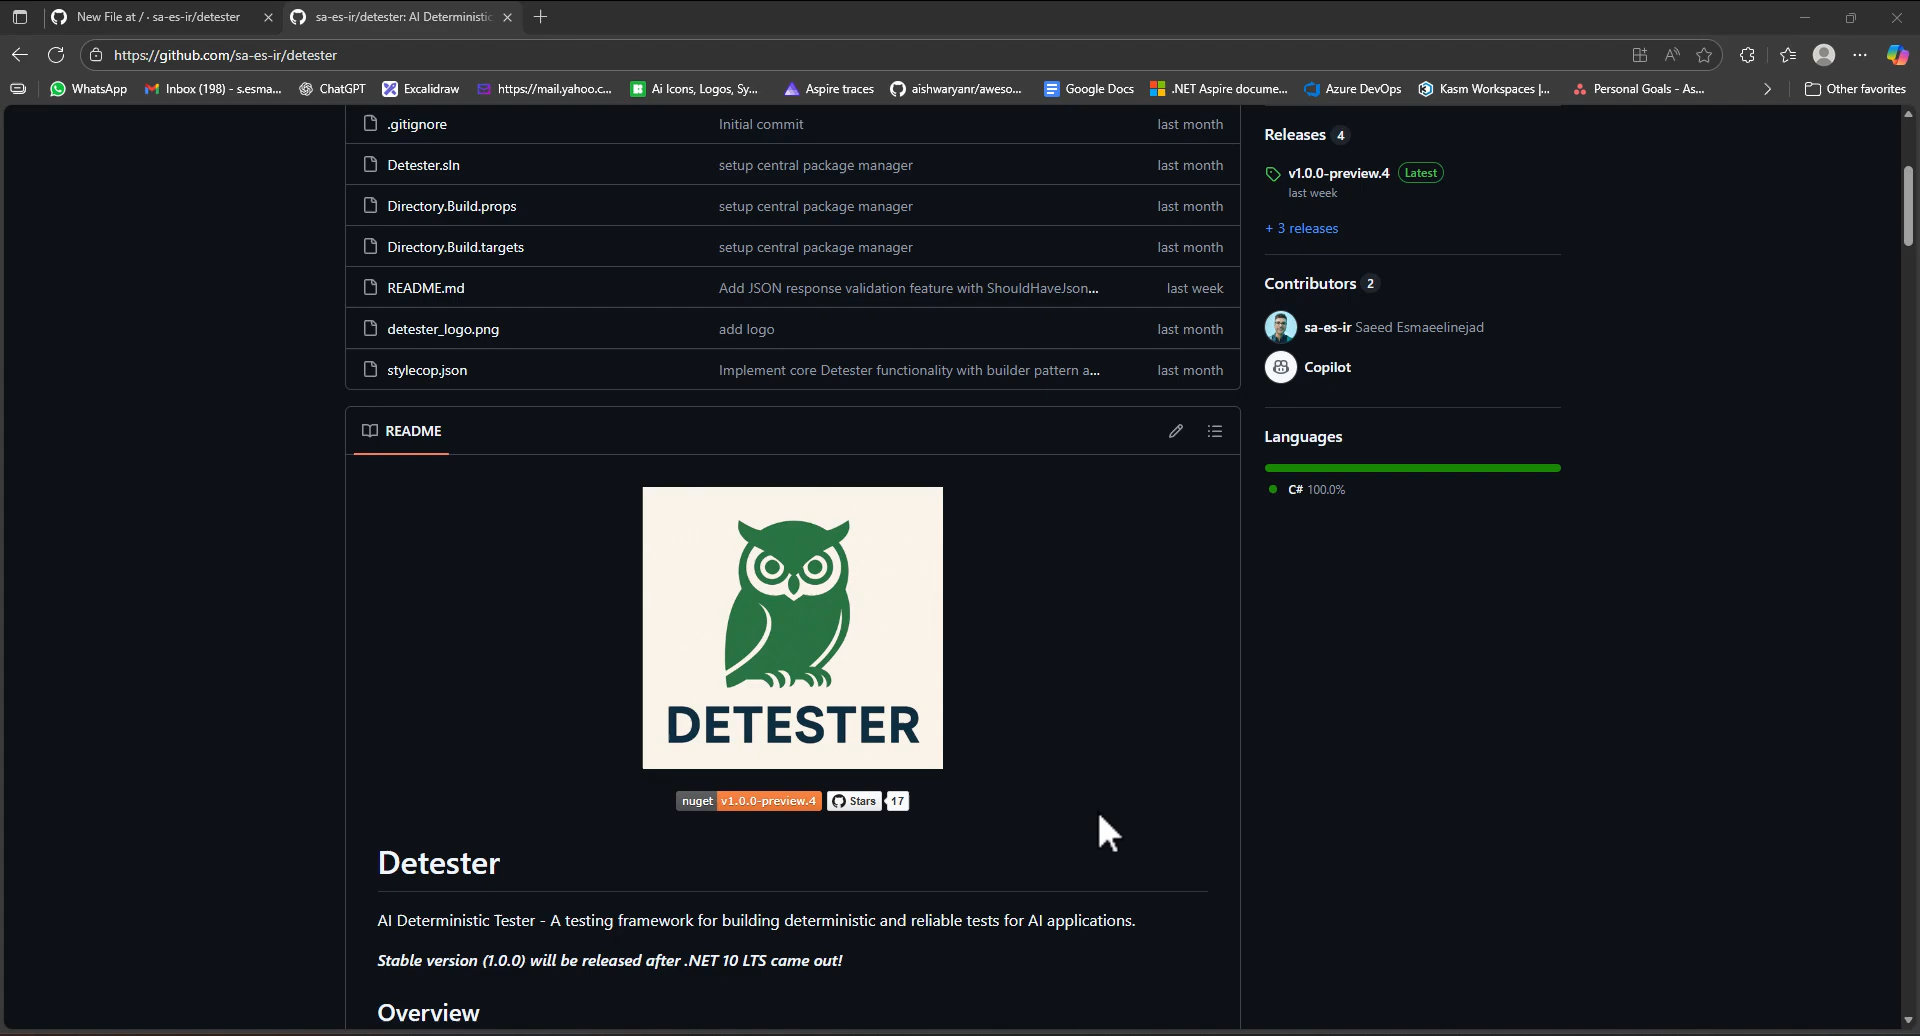 New File at / · sa-es-ir/detester
sa-es-ir/detester: AI Deterministic
https://github.com/sa-es-ir/detester
WhatsApp
Inbox (198) - s.esma...
ChatGPT
Excalidraw
https://mail.yahoo.c...
Ai Icons, Logos, Sy...
Aspire traces
aishwaryanr/aweso...
Google Docs
.NET Aspire docume...
Azure DevOps
Kasm Workspaces |...
Personal Goals - As...
Other favorites
.gitignore Initial commit last month
Detester.sln setup central package manager last month
Directory.Build.props setup central package manager last month
Directory.Build.targets setup central package manager last month
README.md Add JSON response validation feature with ShouldHaveJson... last week
detester_logo.png add logo last month
stylecop.json Implement core Detester functionality with builder pattern a... last month
README
DETESTER
nuget v1.0.0-preview.4 Stars 17
Detester
AI Deterministic Tester - A testing framework for building deterministic and reliable tests for AI applications.
Stable version (1.0.0) will be released after .NET 10 LTS came out!
Overview
Releases 4
v1.0.0-preview.4 Latest
last week
+ 3 releases
Contributors 2
sa-es-ir Saeed Esmaeelinejad
Copilot
Languages
C# 100.0%